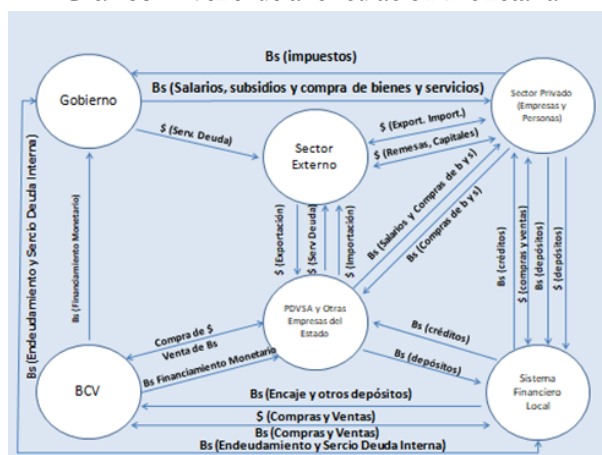 Bs (impuestos)
Gobierno
Bs (Salarios, subsidios y compra de bienes y servicios)
Sector Privado
(Empresas y
Personas)
$ (Serv. Deuda)
Sector
Externo
$ (Export. Import.)
$ (Remesas, Capitales)
Bs (Endeudamiento y Sercio Deuda Interna)
Bs (Financiamiento Monetario)
$ (Exportación)
$ (Serv Deuda)
$ (Importación)
Bs (Salarios y Compras de b y s)
Bs (Compras de b y s)
Bs (créditos)
$ (compras y ventas)
Bs (depósitos)
$ (depósitos)
PDVSA y Otras
Empresas del
Estado
Compra de $
Venta de Bs
Bs Financiamiento Monetario
Bs (créditos)
Bs (depósitos)
BCV
Sistema
Financiero
Local
Bs (Encaje y otros depósitos)
$ (Compras y Ventas)
Bs (Compras y Ventas)
Bs (Endeudamiento y Sercio Deuda Interna)